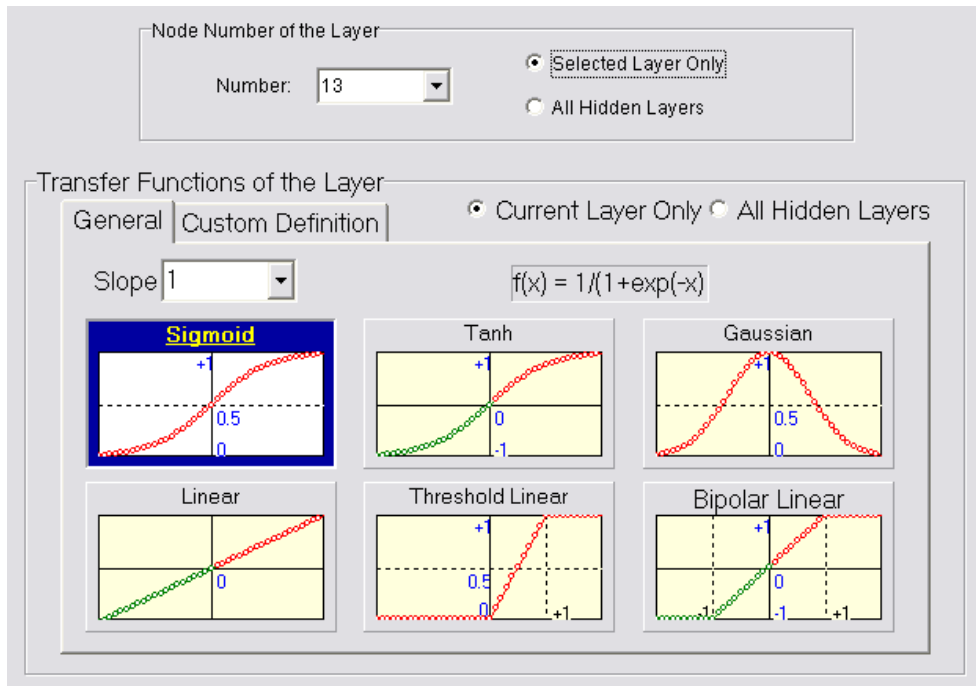 Node Number of the Layer
Number: 13
Selected Layer Only
All Hidden Layers
Transfer Functions of the Layer
General
Custom Definition
Current Layer Only
All Hidden Layers
Slope 1
f(x) = 1/(1+exp(-x)
Sigmoid
+1
0.5
0
Tanh
+1
0
-1
Gaussian
+1
0.5
0
Linear
0
Threshold Linear
+1
0.5
0
+1
Bipolar Linear
+1
0
-1
-1
+1